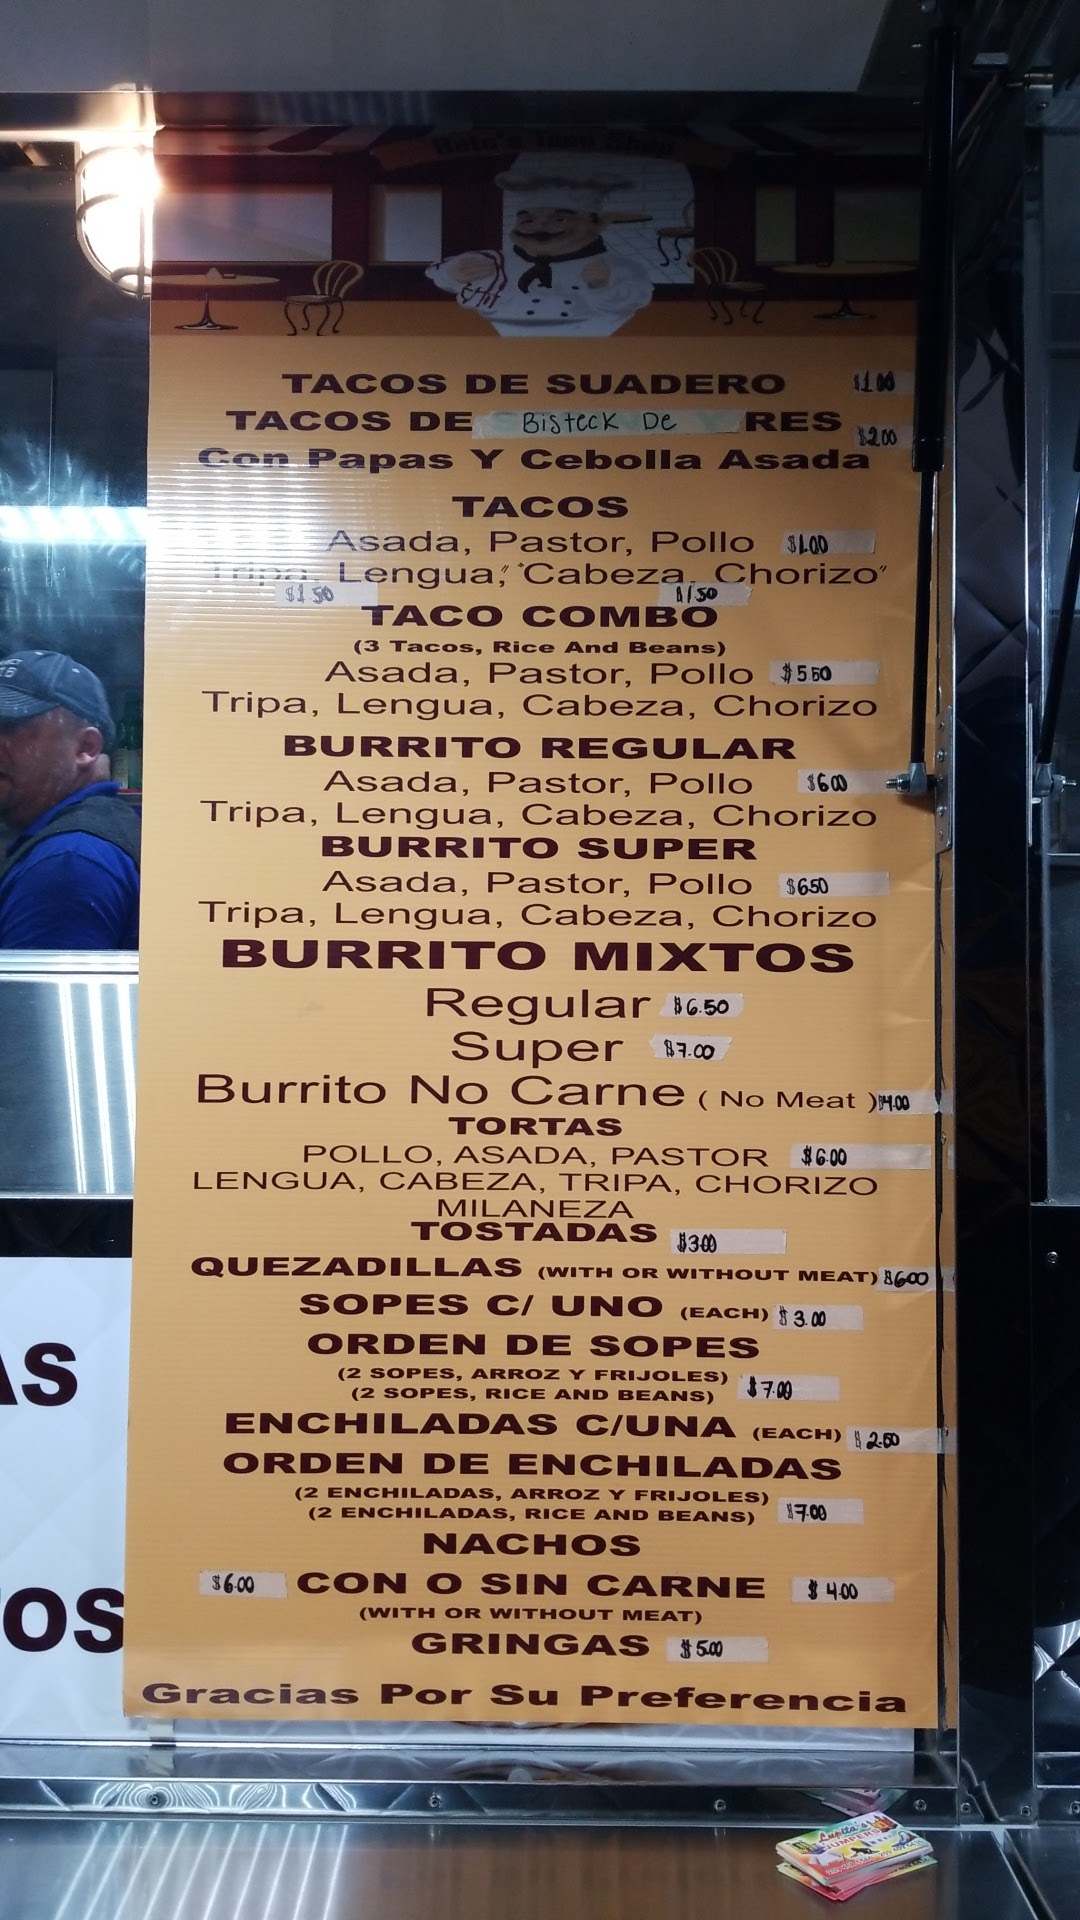 Taco Shop
TACOS DE SUADERO $1.00
TACOS DE Bisteck De RES $2.00
Con Papas Y Cebolla Asada
TACOS
Asada, Pastor, Pollo $1.00
Tripa, Lengua," "Cabeza, Chorizo"
$1.50 $1.50
TACO COMBO
(3 Tacos, Rice And Beans)
Asada, Pastor, Pollo $5.50
Tripa, Lengua, Cabeza, Chorizo
BURRITO REGULAR
Asada, Pastor, Pollo $6.00
Tripa, Lengua, Cabeza, Chorizo
BURRITO SUPER
Asada, Pastor, Pollo $6.50
Tripa, Lengua, Cabeza, Chorizo
BURRITO MIXTOS
Regular $6.50
Super $7.00
Burrito No Carne ( No Meat ) $4.00
TORTAS
POLLO, ASADA, PASTOR $6.00
LENGUA, CABEZA, TRIPA, CHORIZO
MILANEZA
TOSTADAS $3.00
QUEZADILLAS (WITH OR WITHOUT MEAT) $6.00
SOPES C/ UNO (EACH) $3.00
ORDEN DE SOPES
(2 SOPES, ARROZ Y FRIJOLES)
(2 SOPES, RICE AND BEANS) $7.00
ENCHILADAS C/UNA (EACH) $2.50
ORDEN DE ENCHILADAS
(2 ENCHILADAS, ARROZ Y FRIJOLES)
(2 ENCHILADAS, RICE AND BEANS) $7.00
NACHOS
$6.00 CON O SIN CARNE $4.00
(WITH OR WITHOUT MEAT)
GRINGAS $5.00
Gracias Por Su Preferencia
AS
TOS
Lupita's
JUMPERS